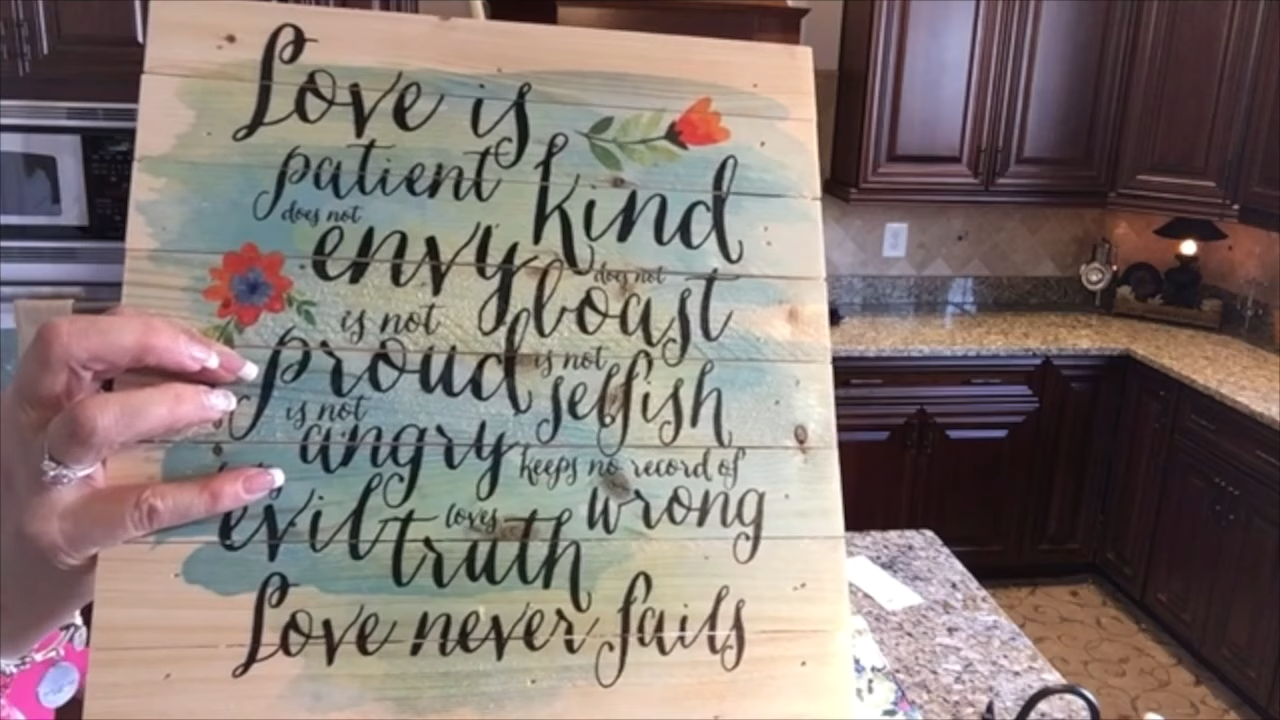 Love is
patient kind
does not
envy does not
boast
is not
proud is not
selfish
is not
angry keeps no record of
wrong
evil loves
truth
Love never fails